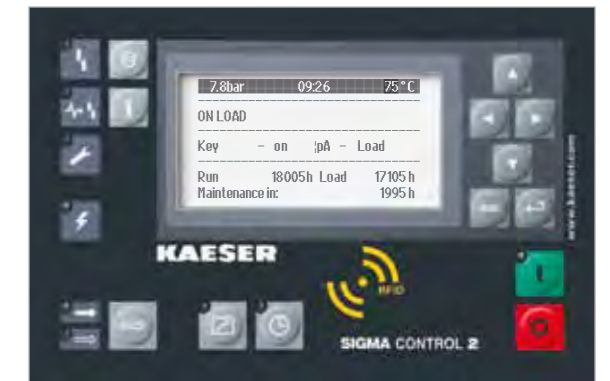 7.8bar 09:26 75°C
ON LOAD
Key - on ¦pA - Load
Run 18005h Load 17105h
Maintenance in: 1995h
www.kaeser.com
KAESER
RFID
SIGMA CONTROL 2